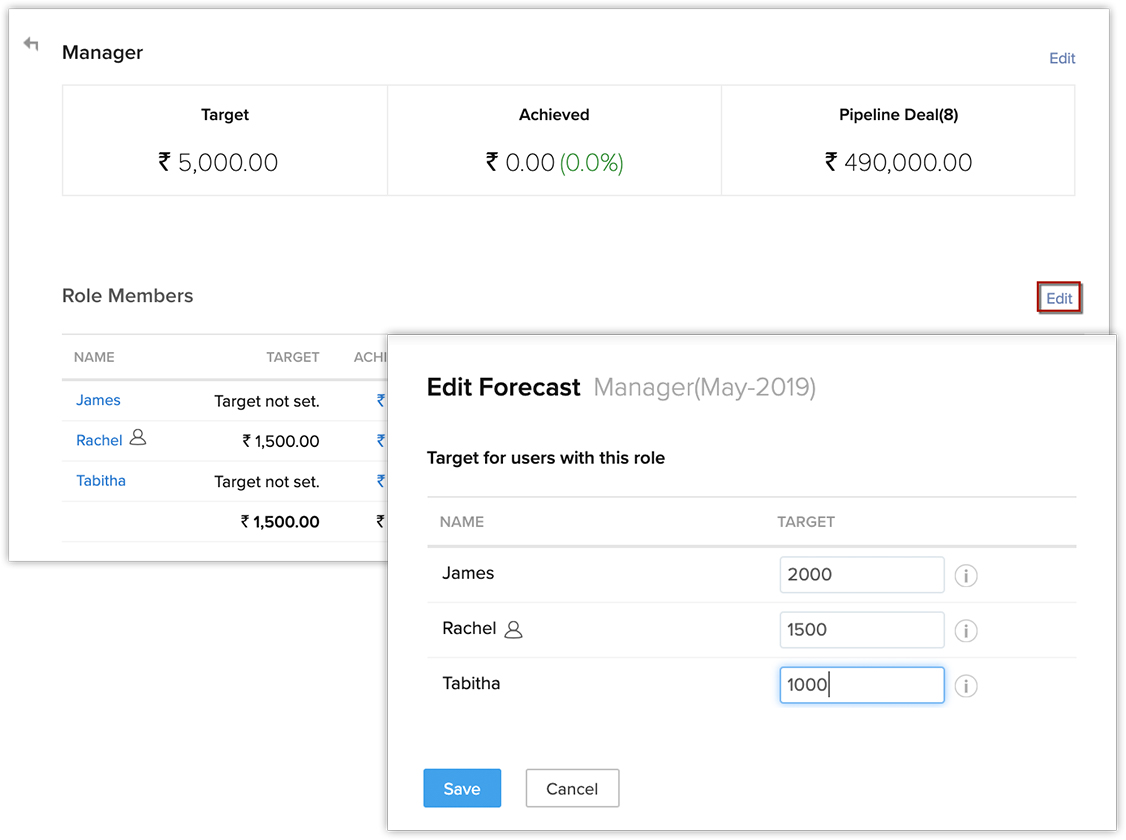 Manager
Edit
Target Achieved Pipeline Deal(8)
₹ 5,000.00 ₹ 0.00 (0.0%) ₹ 490,000.00
Role Members
Edit
NAME TARGET ACHI
James Target not set. ₹
Rachel ₹ 1,500.00 ₹
Tabitha Target not set. ₹
₹ 1,500.00 ₹
Edit Forecast Manager(May-2019)
Target for users with this role
NAME TARGET
James 2000
Rachel 1500
Tabitha 1000
Save Cancel